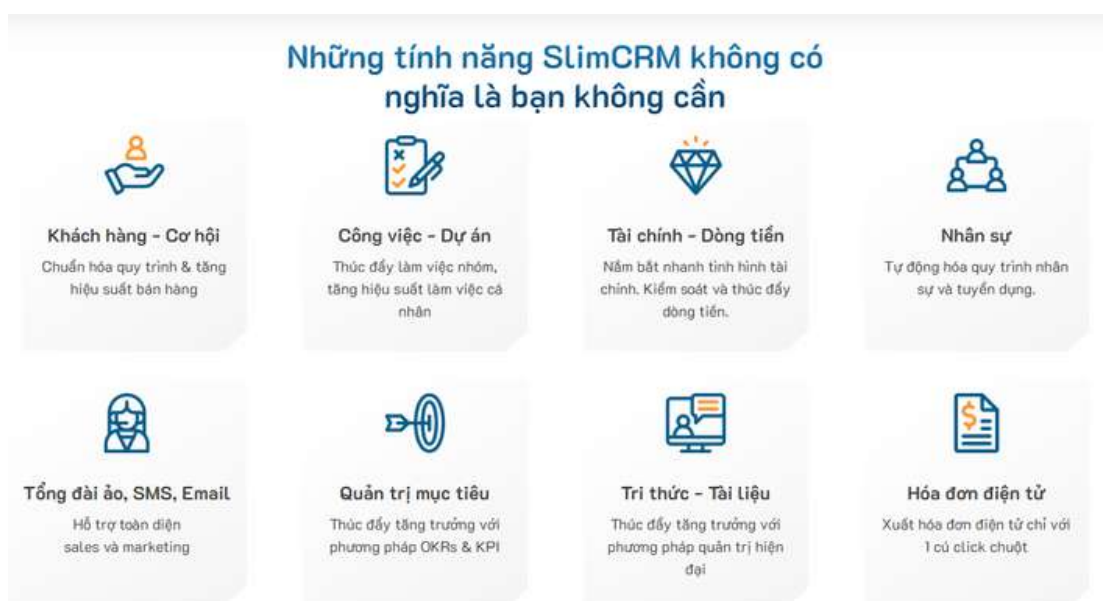 Những tính năng SlimCRM không có
nghĩa là bạn không cần
Khách hàng - Cơ hội
Chuẩn hóa quy trình & tăng
hiệu suất bán hàng
Công việc - Dự án
Thúc đẩy làm việc nhóm,
tăng hiệu suất làm việc cá
nhân
Tài chính - Dòng tiền
Nắm bắt nhanh tình hình tài
chính. Kiểm soát và thúc đẩy
dòng tiền.
Nhân sự
Tự động hóa quy trình nhân
sự và tuyển dụng.
Tổng đài ảo, SMS, Email
Hỗ trợ toàn diện
sales và marketing
Quản trị mục tiêu
Thúc đẩy tăng trưởng với
phương pháp OKRs & KPI
Tri thức - Tài liệu
Thúc đẩy tăng trưởng với
phương pháp quản trị hiện
đại
Hóa đơn điện tử
Xuất hóa đơn điện tử chỉ với
1 cú click chuột